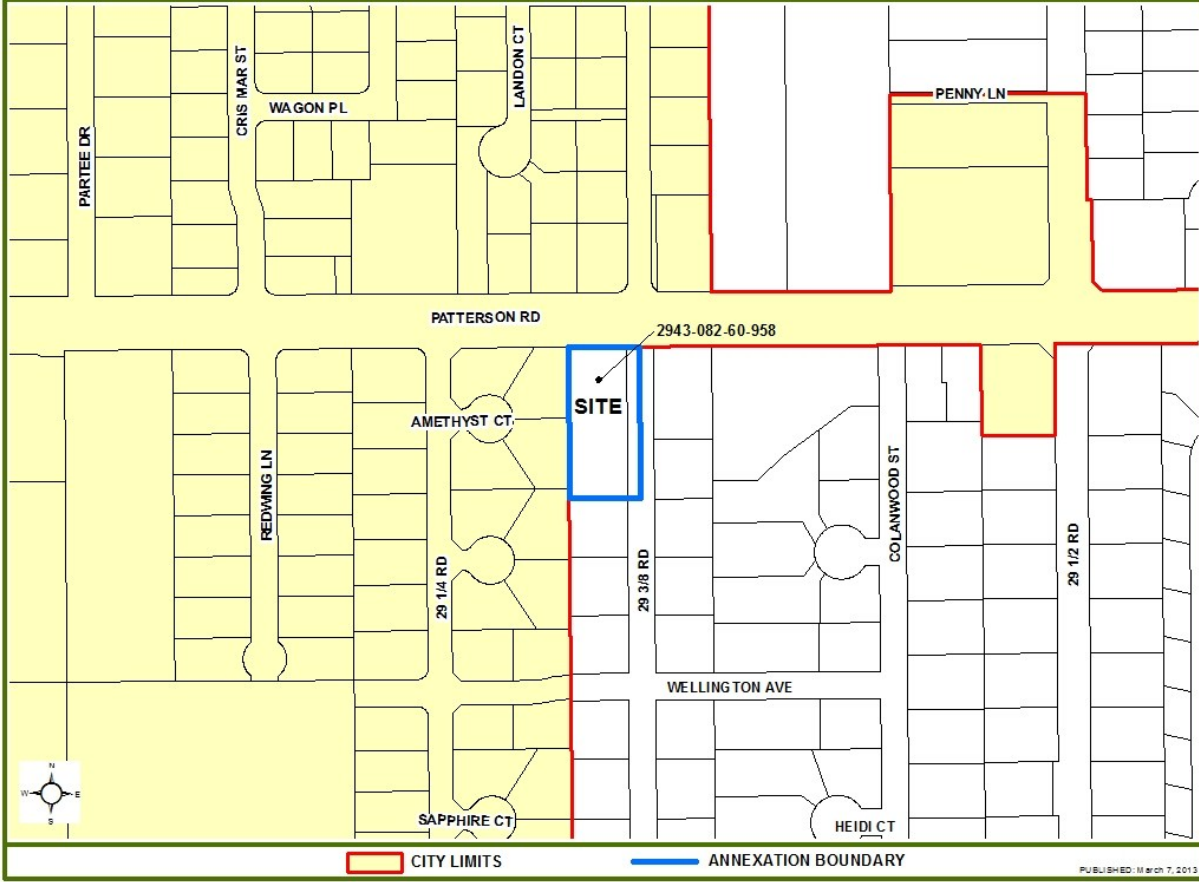 CRIS MAR ST
LANDON CT
WAGON PL
PENNY LN
PARTEE DR
PATTERSON RD
2943-082-60-958
SITE
AMETHYST CT
REDWING LN
COLANWOOD ST
29 1/4 RD
29 3/8 RD
29 1/2 RD
WELLINGTON AVE
N
W E
S
SAPPHIRE CT
HEIDI CT
CITY LIMITS
ANNEXATION BOUNDARY
PUBLISHED: March 7, 2013